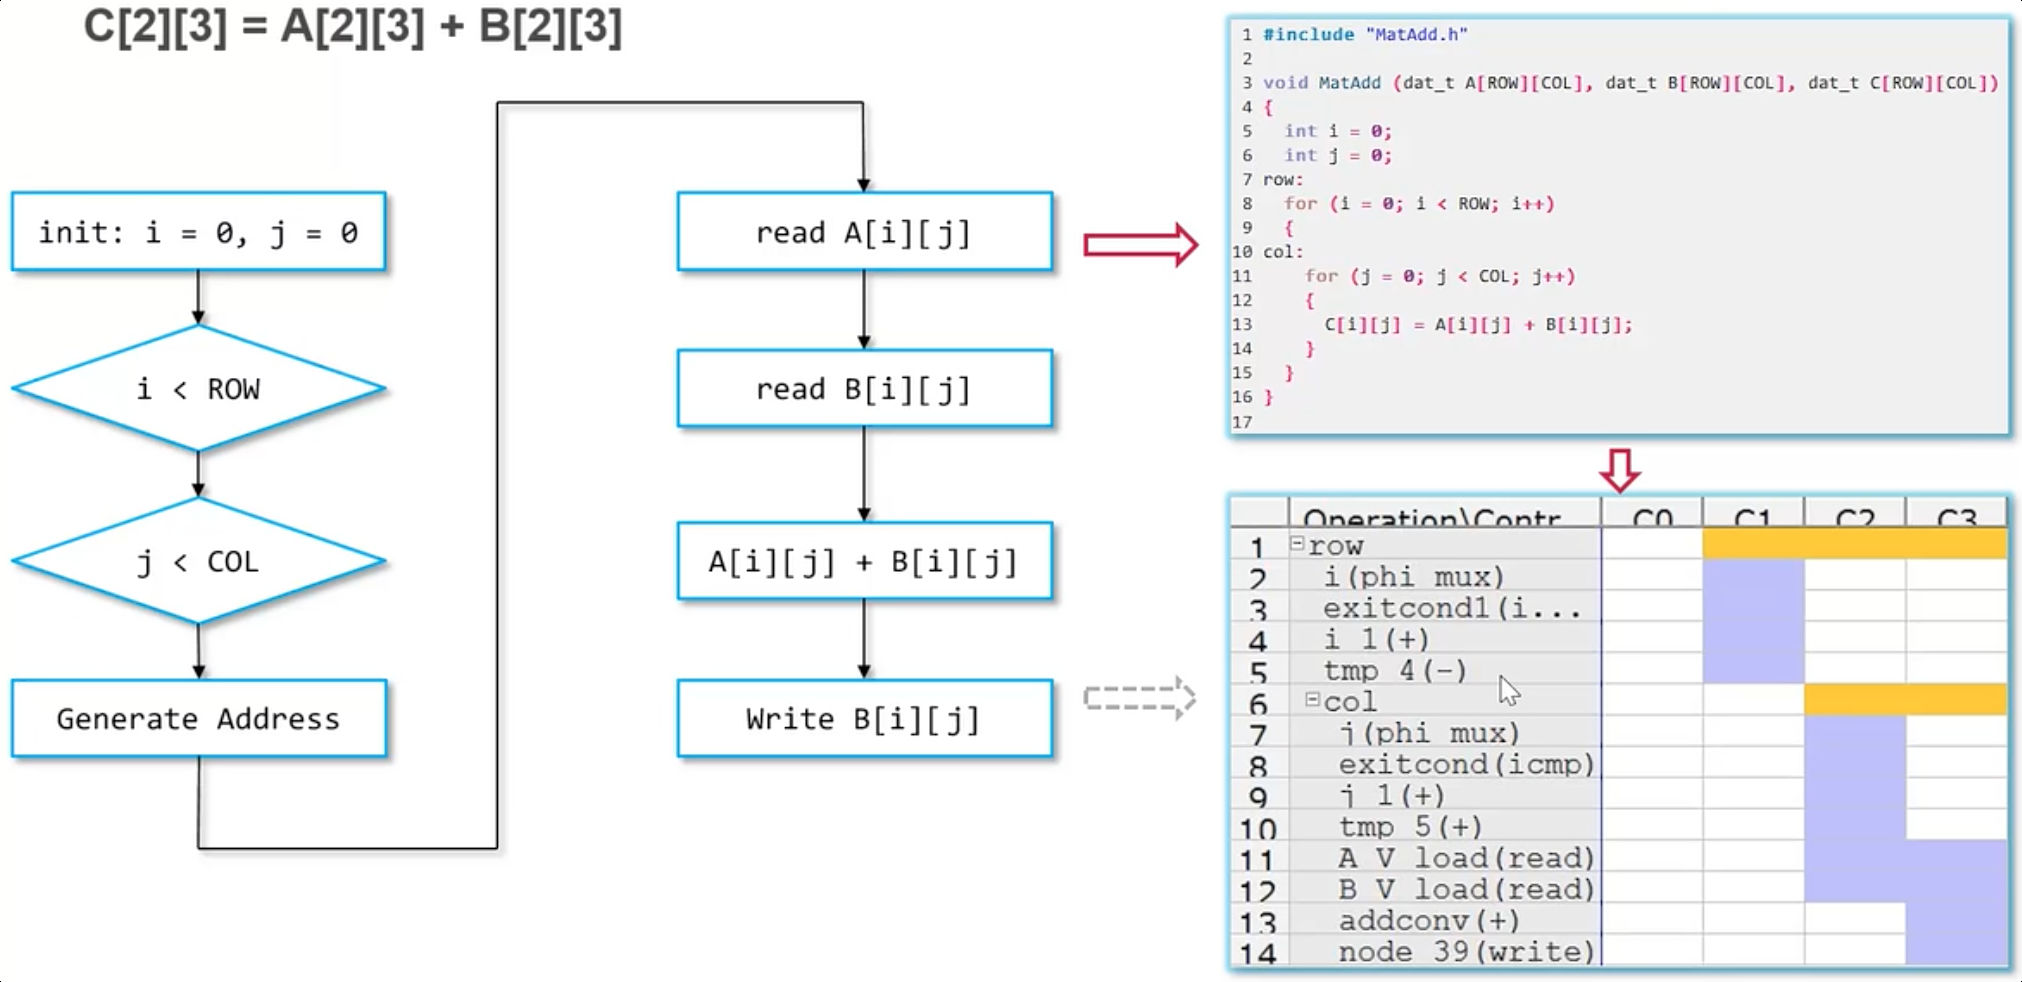 C[2][3] = A[2][3] + B[2][3]
init: i = 0, j = 0
i < ROW
j < COL
Generate Address
read A[i][j]
read B[i][j]
A[i][j] + B[i][j]
Write B[i][j]
1 #include "MatAdd.h"
2
3 void MatAdd (dat_t A[ROW][COL], dat_t B[ROW][COL], dat_t C[ROW][COL])
4 {
5 int i = 0;
6 int j = 0;
7 row:
8 for (i = 0; i < ROW; i++)
9 {
10 col:
11 for (j = 0; j < COL; j++)
12 {
13 C[i][j] = A[i][j] + B[i][j];
14 }
15 }
16 }
17
Operation\Contr C0 C1 C2 C3
1 row
2 i(phi mux)
3 exitcond1(i...
4 i 1(+)
5 tmp 4(-)
6 col
7 j(phi mux)
8 exitcond(icmp)
9 j 1(+)
10 tmp 5(+)
11 A V load(read)
12 B V load(read)
13 addconv(+)
14 node 39(write)